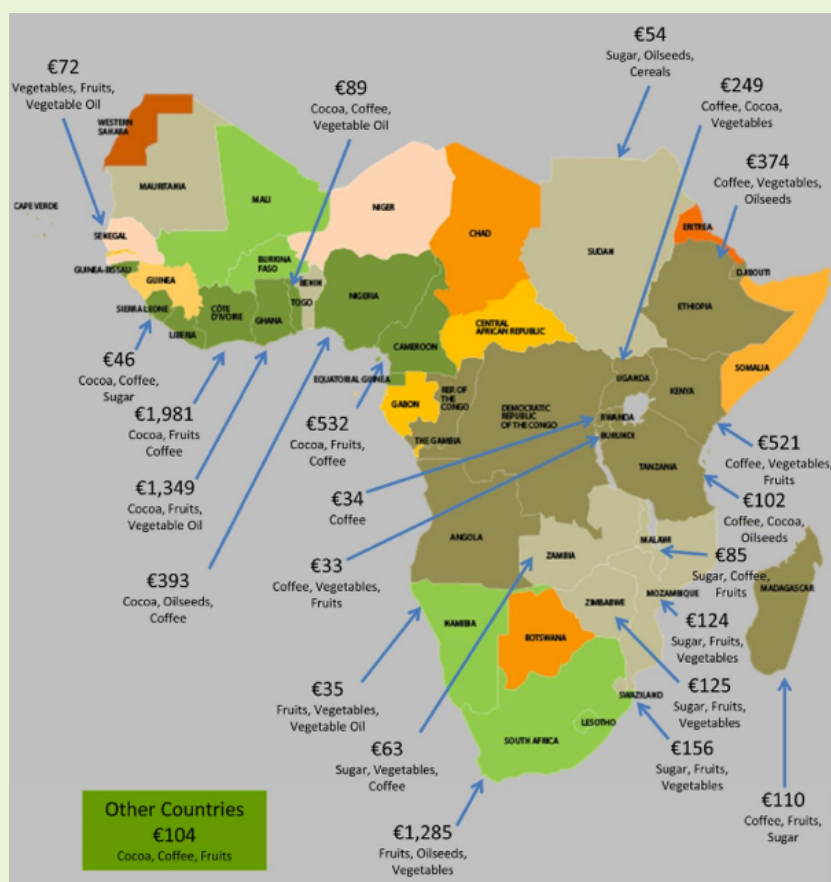 €72
Vegetables, Fruits,
Vegetable Oil
€89
Cocoa, Coffee,
Vegetable Oil
€54
Sugar, Oilseeds,
Cereals
€249
Coffee, Cocoa,
Vegetables
€374
Coffee, Vegetables,
Oilseeds
WESTERN
SAHARA
MAURITANIA
CAPE VERDE
MALI
NIGER
CHAD
SUDAN
ERITREA
SENEGAL
GUINEA-BISSAU
GUINEA
BURKINA
FASO
BENIN
NIGERIA
DJIBOUTI
ETHIOPIA
SIERRA LEONE
LIBERIA
CÔTE
D'IVOIRE
GHANA
TOGO
CENTRAL
AFRICAN REPUBLIC
CAMEROON
SOMALIA
EQUATORIAL GUINEA
GABON
REP. OF
THE
CONGO
DEMOCRATIC
REPUBLIC
OF THE CONGO
UGANDA
KENYA
RWANDA
BURUNDI
THE GAMBIA
TANZANIA
€46
Cocoa, Coffee,
Sugar
€1,981
Cocoa, Fruits
Coffee
€532
Cocoa, Fruits,
Coffee
€521
Coffee, Vegetables,
Fruits
€1,349
Cocoa, Fruits,
Vegetable Oil
€34
Coffee
€102
Coffee, Cocoa,
Oilseeds
ANGOLA
ZAMBIA
MALAWI
€393
Cocoa, Oilseeds,
Coffee
€33
Coffee, Vegetables,
Fruits
€85
Sugar, Coffee,
Fruits
MADAGASCAR
NAMIBIA
BOTSWANA
ZIMBABWE
MOZAMBIQUE
€124
Sugar, Fruits,
Vegetables
€35
Fruits, Vegetables,
Vegetable Oil
€125
Sugar, Fruits,
Vegetables
SWAZILAND
LESOTHO
SOUTH AFRICA
€63
Sugar, Vegetables,
Coffee
€156
Sugar, Fruits,
Vegetables
€110
Coffee, Fruits,
Sugar
Other Countries
€104
Cocoa, Coffee, Fruits
€1,285
Fruits, Oilseeds,
Vegetables